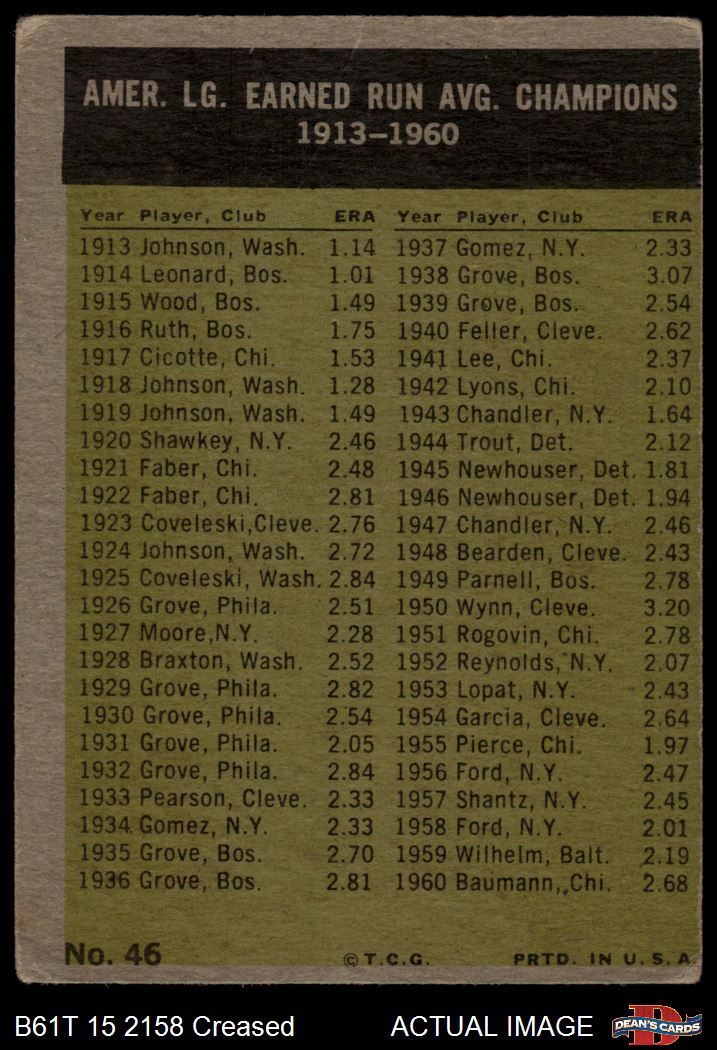 AMER. LG. EARNED RUN AVG. CHAMPIONS
1913–1960
Year Player, Club ERA Year Player, Club ERA
1913 Johnson, Wash. 1.14 1937 Gomez, N.Y. 2.33
1914 Leonard, Bos. 1.01 1938 Grove, Bos. 3.07
1915 Wood, Bos. 1.49 1939 Grove, Bos. 2.54
1916 Ruth, Bos. 1.75 1940 Feller, Cleve. 2.62
1917 Cicotte, Chi. 1.53 1941 Lee, Chi. 2.37
1918 Johnson, Wash. 1.28 1942 Lyons, Chi. 2.10
1919 Johnson, Wash. 1.49 1943 Chandler, N.Y. 1.64
1920 Shawkey, N.Y. 2.46 1944 Trout, Det. 2.12
1921 Faber, Chi. 2.48 1945 Newhouser, Det. 1.81
1922 Faber, Chi. 2.81 1946 Newhouser, Det. 1.94
1923 Coveleski,Cleve. 2.76 1947 Chandler, N.Y. 2.46
1924 Johnson, Wash. 2.72 1948 Bearden, Cleve. 2.43
1925 Coveleski, Wash. 2.84 1949 Parnell, Bos. 2.78
1926 Grove, Phila. 2.51 1950 Wynn, Cleve. 3.20
1927 Moore,N.Y. 2.28 1951 Rogovin, Chi. 2.78
1928 Braxton, Wash. 2.52 1952 Reynolds, N.Y. 2.07
1929 Grove, Phila. 2.82 1953 Lopat, N.Y. 2.43
1930 Grove, Phila. 2.54 1954 Garcia, Cleve. 2.64
1931 Grove, Phila. 2.05 1955 Pierce, Chi. 1.97
1932 Grove, Phila. 2.84 1956 Ford, N.Y. 2.47
1933 Pearson, Cleve. 2.33 1957 Shantz, N.Y. 2.45
1934 Gomez, N.Y. 2.33 1958 Ford, N.Y. 2.01
1935 Grove, Bos. 2.70 1959 Wilhelm, Balt. 2.19
1936 Grove, Bos. 2.81 1960 Baumann, Chi. 2.68
No. 46 © T.C.G. PRTD. IN U.S.A
B61T 15 2158 Creased ACTUAL IMAGE DEAN'S CARDS